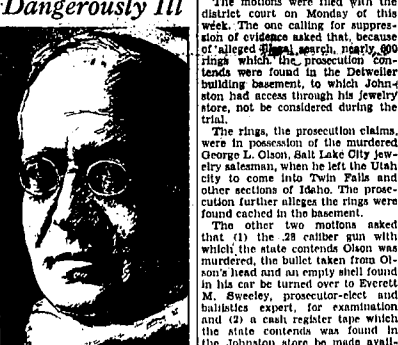 Dangerously Ill
The motions were filed with the
district court on Monday of this
week. The one calling for suppres-
sion of evidence asked that, because
of alleged illegal search, nearly 600
rings which the prosecution con-
tends were found in the Detweiler
building basement, to which John-
ston had access through his jewelry
store, not be considered during the
trial.
The rings, the prosecution claims,
were in possession of the murdered
George L. Olson, Salt Lake City jew-
elry salesman, when he left the Utah
city to come into Twin Falls and
other sections of Idaho. The prose-
cution further alleges the rings were
found cached in the basement.
The other two motions asked
that (1) the .28 caliber gun with
which the state contends Olson was
murdered, the bullet taken from Ol-
son's head and an empty shell found
in his car be turned over to Everett
M. Sweeley, prosecutor-elect and
ballistics expert, for examination
and (2) a cash register tape which
the state contends was found in
the Johnston store be made avail-